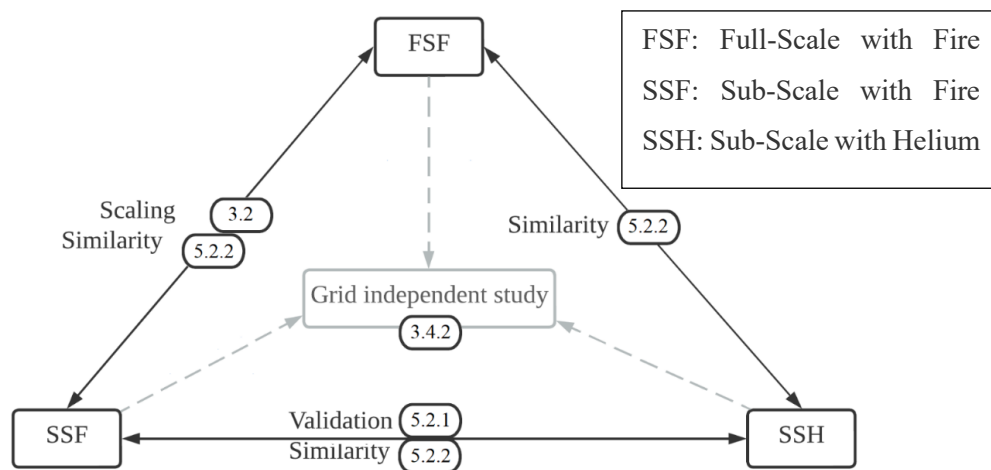 FSF
FSF: Full-Scale with Fire
SSF: Sub-Scale with Fire
SSH: Sub-Scale with Helium
Scaling 3.2
Similarity 5.2.2
Similarity 5.2.2
Grid independent study
3.4.2
SSF
Validation 5.2.1
Similarity 5.2.2
SSH